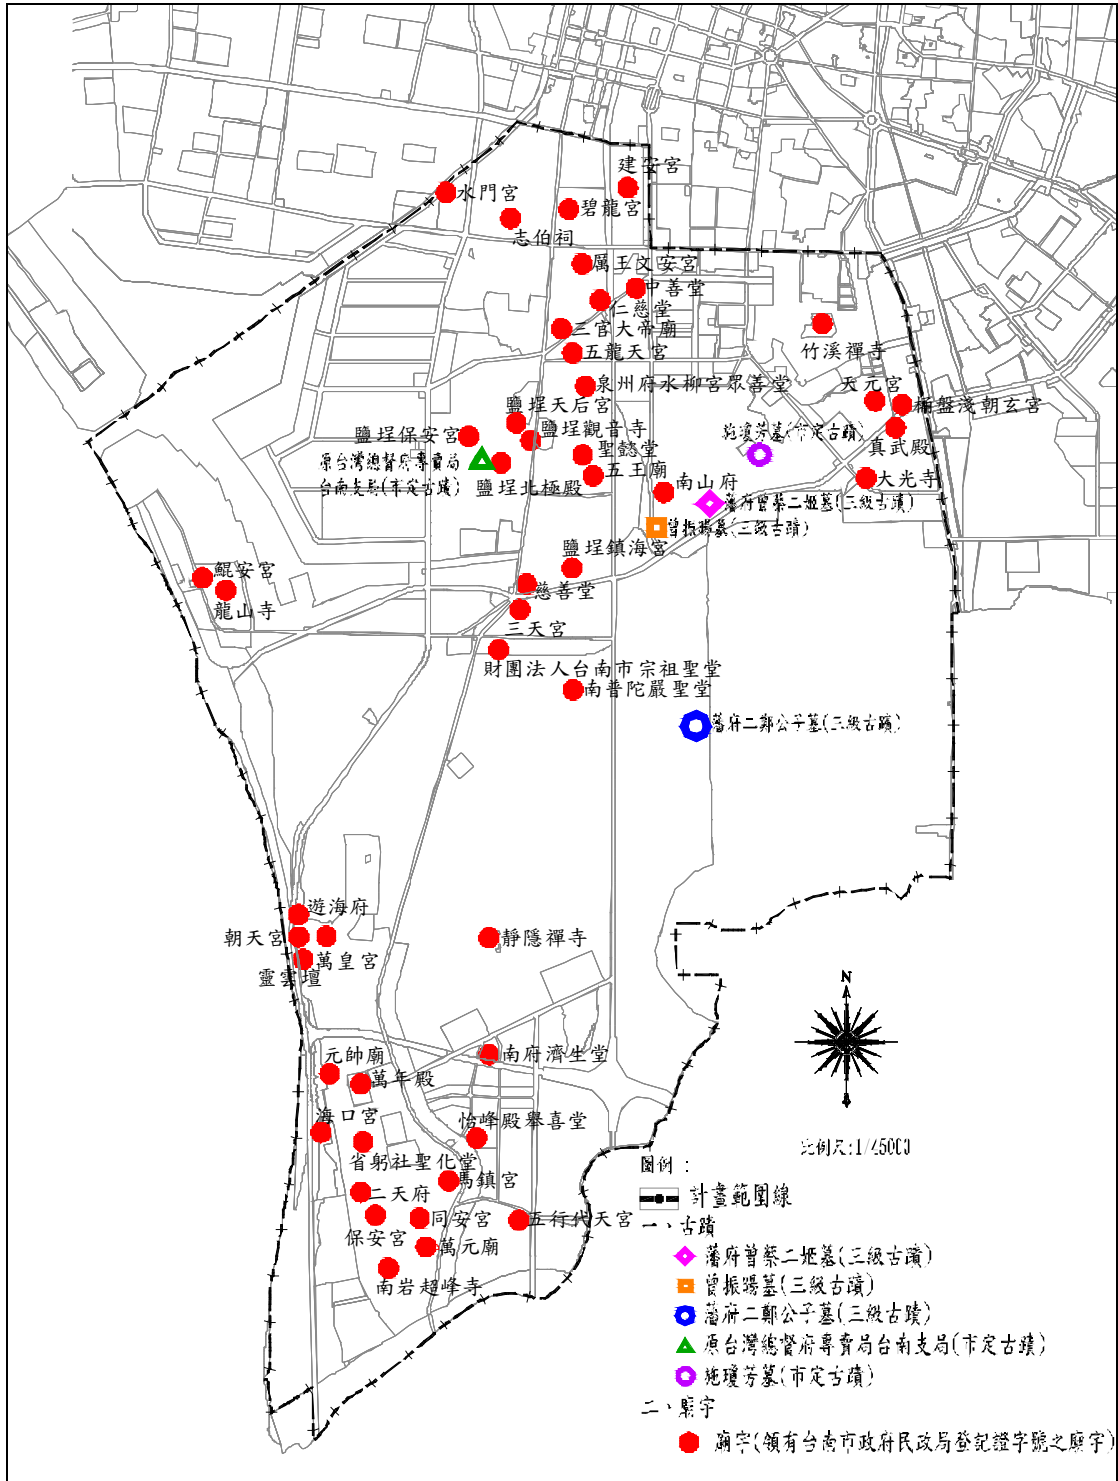 建安宮
水門宮
碧龍宮
志伯祠
厲王文安宮
中善堂
仁慈堂
三官大帝廟
竹溪禪寺
五龍天宮
泉州府水柳宮眾善堂
天元宮
桶盤淺朝玄宮
鹽埕天后宮
鹽埕保安宮
鹽埕觀音寺
施瓊芳墓(市定古蹟)
真武殿
聖懿堂
原台灣總督府專賣局
台南支局(市定古蹟)
五王廟
鹽埕北極殿
南山府
大光寺
藩府曾蔡二姬墓(三級古蹟)
曾振暘墓(三級古蹟)
鹽埕鎮海宮
鯤安宮
慈善堂
龍山寺
三天宮
財團法人台南市宗祖聖堂
南普陀嚴聖堂
藩府二鄭公子墓(三級古蹟)
遊海府
朝天宮
靜隱禪寺
萬皇宮
靈雲壇
N
南府濟生堂
元帥廟
萬年殿
海口宮
怡峰殿舉喜堂
比例尺:1/45000
省躬社聖化堂
馬鎮宮
二天府
同安宮
五行代天宮
保安宮
萬元廟
南岩超峰寺
圖例：
計畫範圍線
一、古蹟
藩府曾蔡二姬墓(三級古蹟)
曾振暘墓(三級古蹟)
藩府二鄭公子墓(三級古蹟)
原台灣總督府專賣局台南支局(市定古蹟)
施瓊芳墓(市定古蹟)
二、廟宇
廟宇(領有台南市政府民政局登記證字號之廟宇)